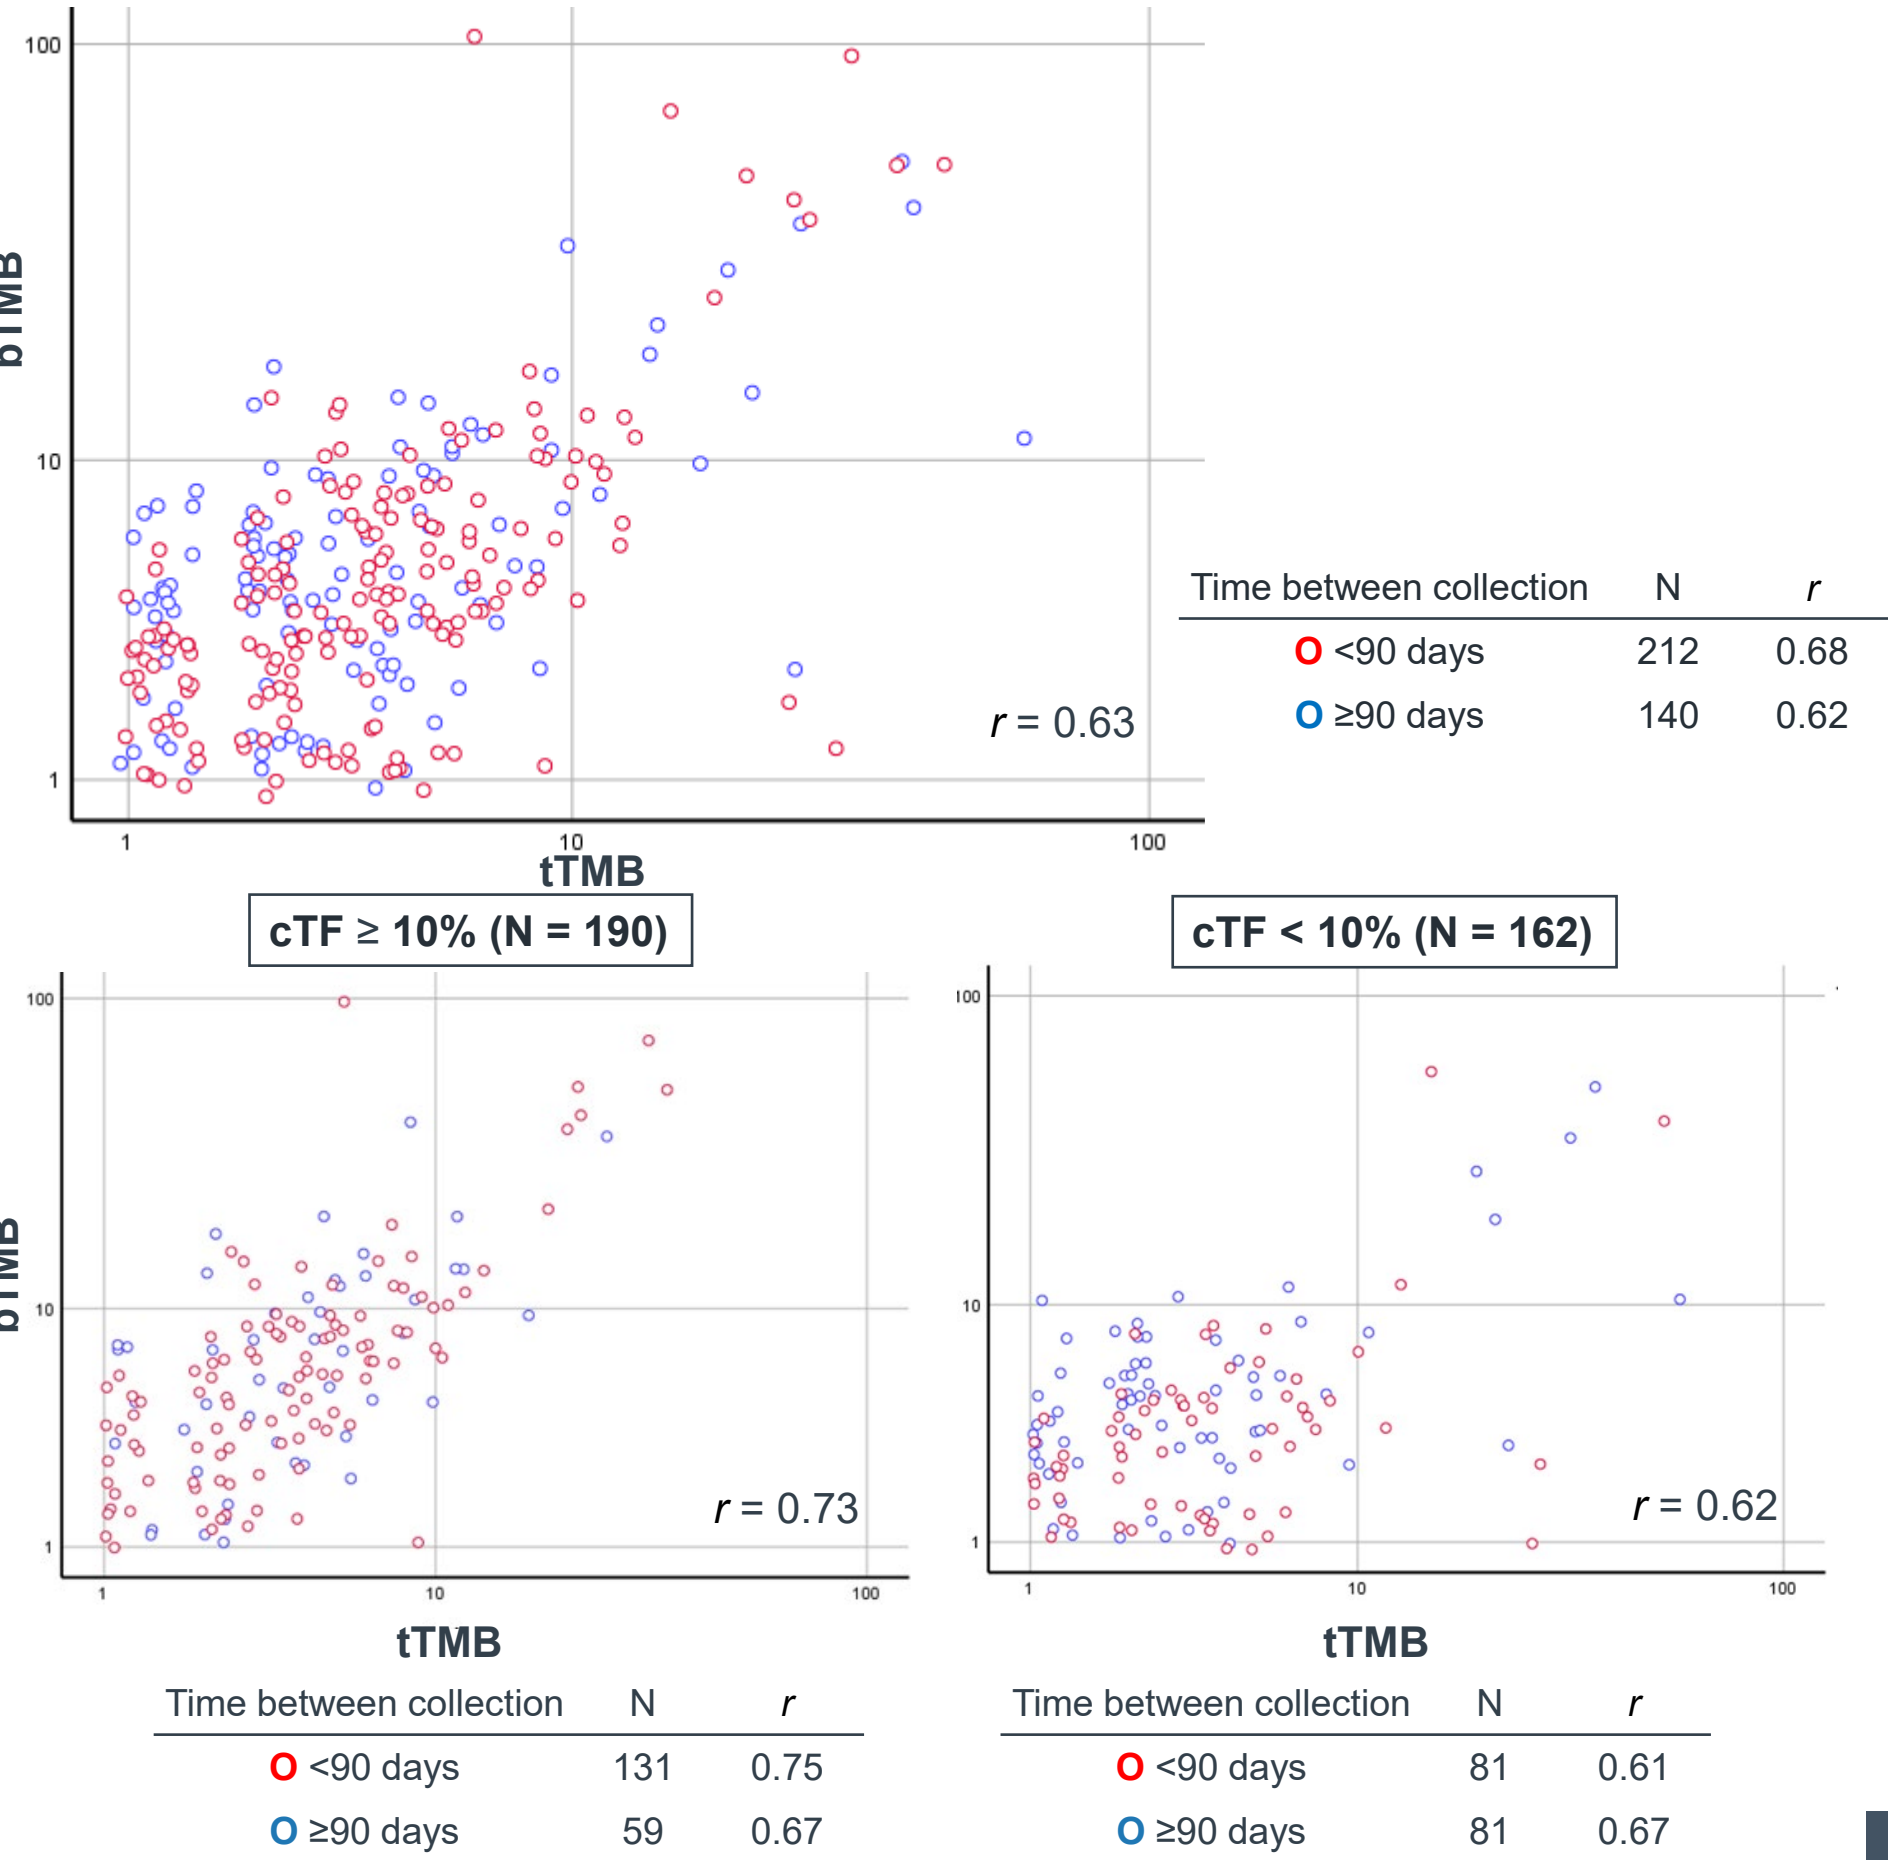 100
10
1
bTMB
1
10
100
tTMB
r = 0.63
Time between collection N r
O <90 days 212 0.68
O ≥90 days 140 0.62
cTF ≥ 10% (N = 190)
100
10
1
bTMB
1
10
100
r = 0.73
tTMB
Time between collection N r
O <90 days 131 0.75
O ≥90 days 59 0.67
cTF < 10% (N = 162)
100
10
1
1
10
100
r = 0.62
tTMB
Time between collection N r
O <90 days 81 0.61
O ≥90 days 81 0.67